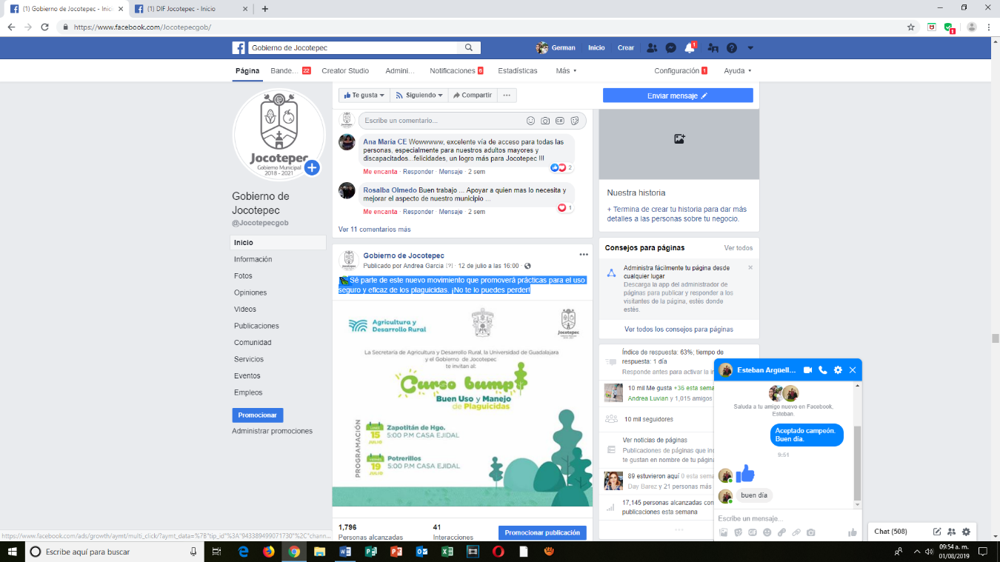 (1) Gobierno de Jocotepec - Inic
(1) DIF Jocotepec - Inicio
https://www.facebook.com/Jocotepecgob/
Gobierno de Jocotepec
German
Inicio
Crear
1
Página
Bande... 22
Creator Studio
Admini...
Notificaciones 6
Estadísticas
Más
Configuración 1
Ayuda
Te gusta
Siguiendo
Compartir
Enviar mensaje
Jocotepec
Gobierno Municipal
2018 - 2021
Gobierno de
Jocotepec
@Jocotepecgob
Inicio
Información
Fotos
Opiniones
Videos
Publicaciones
Comunidad
Servicios
Eventos
Empleos
Promocionar
Administrar promociones
Escribe un comentario...
Ana Maria CE Wowwwww, excelente vía de acceso para todas las
personas, especialmente para nuestros adultos mayores y
discapacitados...felicidades, un logro más para Jocotepec !!!
2
Me encanta · Responder · Mensaje · 2 sem
Rosalba Olmedo Buen trabajo ... Apoyar a quien mas lo necesita y
mejorar el aspecto de nuestro municipio ...
1
Me encanta · Responder · Mensaje · 2 sem
Ver 11 comentarios más
Gobierno de Jocotepec
Publicado por Andrea Garcia [?] · 12 de julio a las 16:00 ·
Sé parte de este nuevo movimiento que promoverá prácticas para el uso
seguro y eficaz de los plaguicidas. ¡No te lo puedes perder!
Agricultura y
Desarrollo Rural
Jocotepec
La Secretaría de Agricultura y Desarrollo Rural, la Universidad de Guadalajara
y el Gobierno de Jocotepec
te invitan al:
Curso bump
Buen Uso y Manejo
de Plaguicidas
PROGRAMACIÓN
LUNES
15
JULIO
Zapotitán de Hgo.
5:00 P.M CASA EJIDAL
VIERNES
19
JULIO
Potrerillos
5:00 P.M CASA EJIDAL
1,796
Personas alcanzadas
41
Interacciones
Promocionar publicación
Nuestra historia
+ Termina de crear tu historia para dar más
detalles a las personas sobre tu negocio.
Consejos para páginas
Ver todos
Administra fácilmente tu página desde
cualquier lugar
Descarga la app del administrador de
páginas para publicar y responder a los
visitantes de la página, estés donde
estés.
Ver todos los consejos para páginas
Índice de respuesta: 63%; tiempo de
respuesta: 1 día
Responde antes para activar la in
10 mil Me gusta +36 esta sema
Andrea Luvian y 1,015 amigos
10 mil seguidores
Ver noticias de páginas
Publicaciones de páginas que inc
te gustan en nombre de tu página
89 estuvieron aquí 0 esta sema
Day Barez y 21 personas más
17,145 personas alcanzadas con
publicaciones esta semana
Esteban Argüell...
Saluda a tu amigo nuevo en Facebook,
Esteban.
Aceptado campeón.
Buen día.
9:51
buen día
Escribe un mensaje...
GIF
Chat (508)
https://www.facebook.com/ads/growth/aymt/multi_click/?aymt_data=%7B"tip_id"%3A"943389499071730"%2C"chann...
Escribe aquí para buscar
09:54 a. m.
01/08/2019